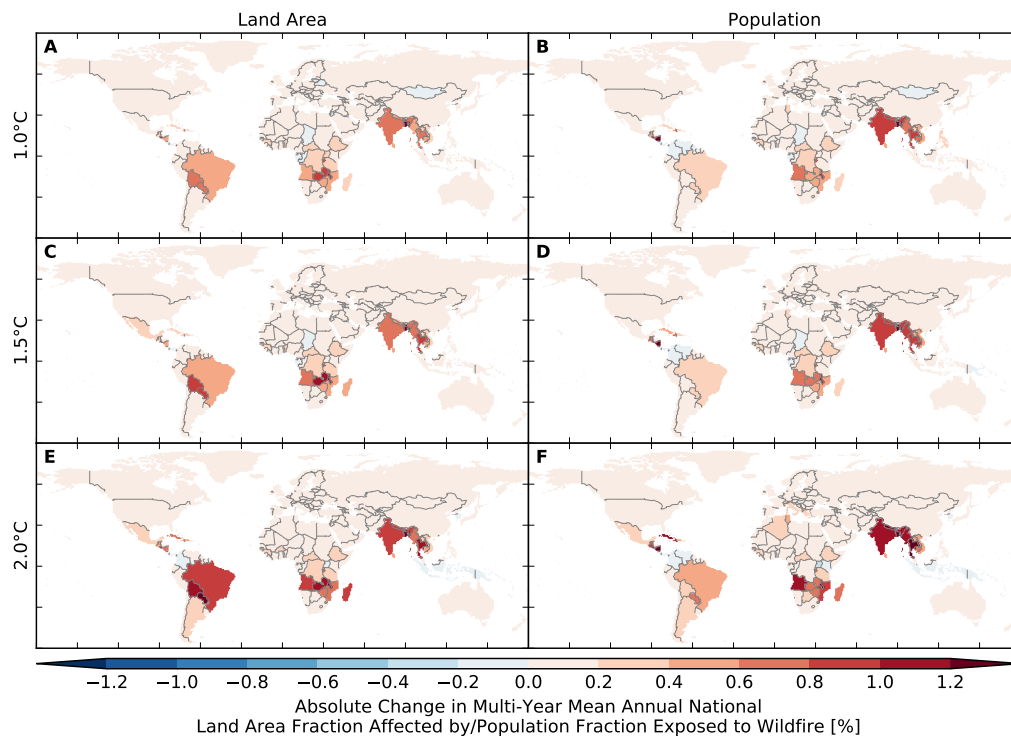 Land Area
Population
A
B
1.0°C
C
D
1.5°C
E
F
2.0°C
−1.2 −1.0 −0.8 −0.6 −0.4 −0.2 0.0 0.2 0.4 0.6 0.8 1.0 1.2
Absolute Change in Multi-Year Mean Annual National
Land Area Fraction Affected by/Population Fraction Exposed to Wildfire [%]